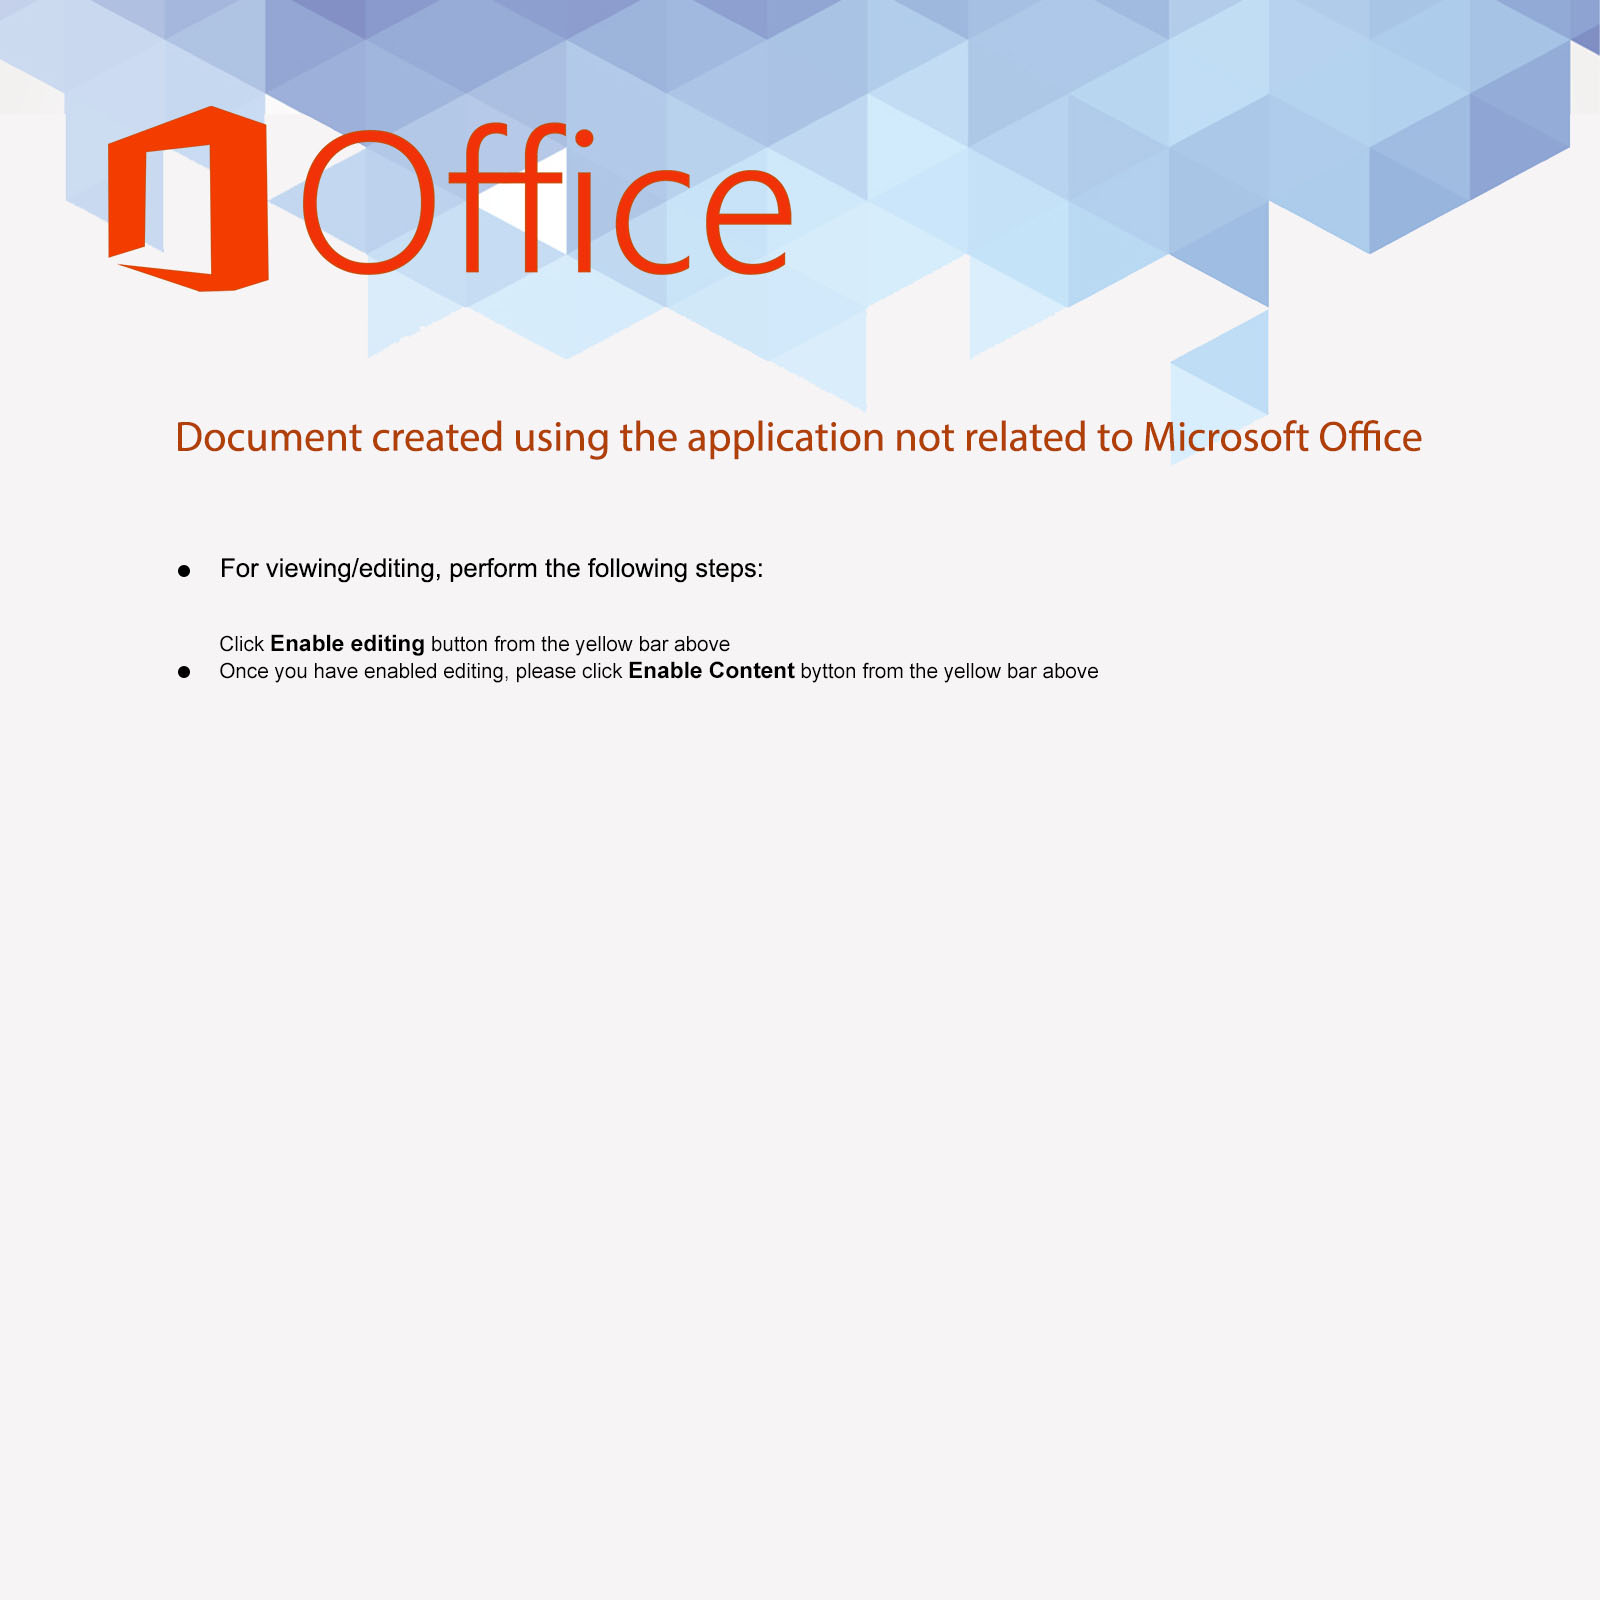 Office
Document created using the application not related to Microsoft Office
● For viewing/editing, perform the following steps:
Click Enable editing button from the yellow bar above
● Once you have enabled editing, please click Enable Content bytton from the yellow bar above